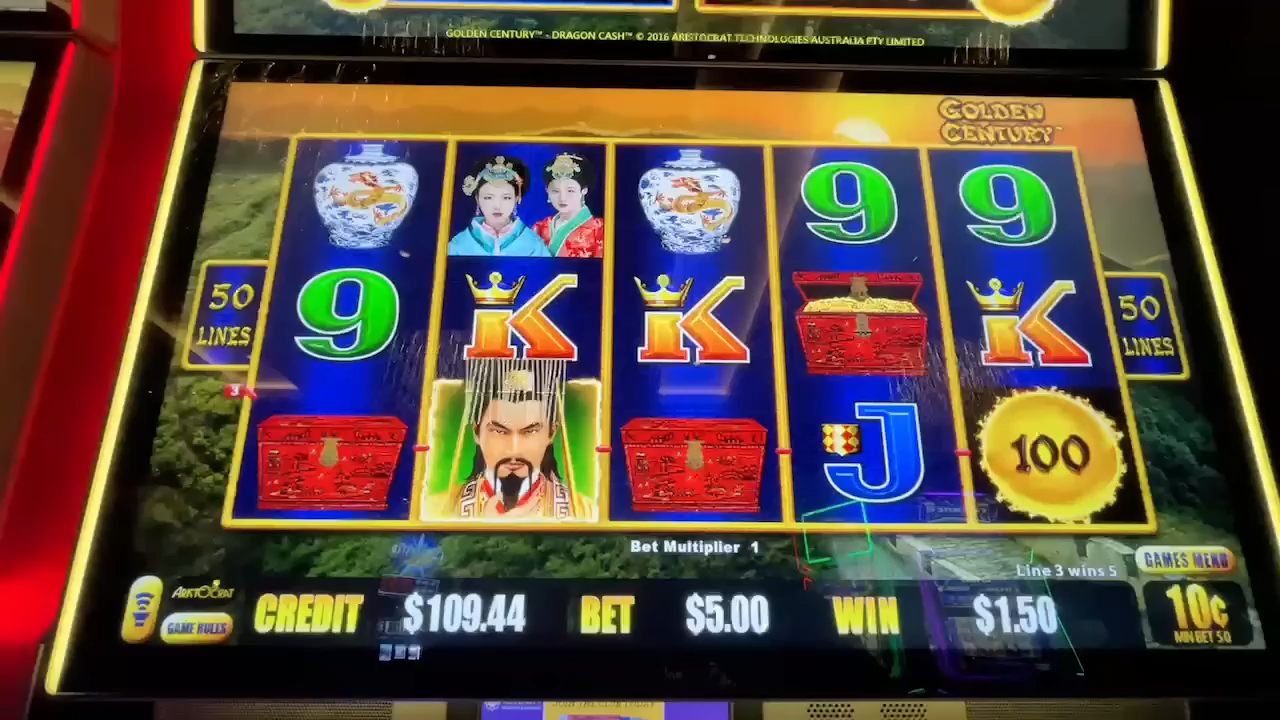 GOLDEN CENTURY™ - DRAGON CASH™ © 2016 ARISTOCRAT TECHNOLOGIES AUSTRALIA PTY LIMITED
GOLDEN
CENTURY™
9 9
50
LINES
9 K K K
50
LINES
3
J 100
Bet Multiplier 1
Line 3 wins 5
GAMES MENU
ARISTOCRAT
GAME RULES
CREDIT $109.44 BET $5.00 WIN $1.50
10¢
MIN BET 50